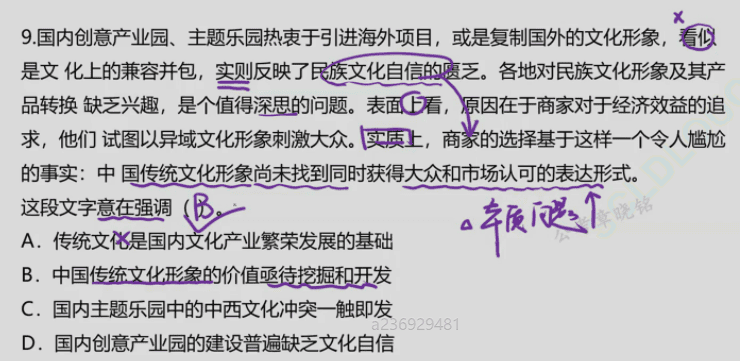 9.国内创意产业园、主题乐园热衷于引进海外项目，或是复制国外的文化形象，看似
是文 化上的兼容并包，实则反映了民族文化自信的匮乏。各地对民族文化形象及其产
品转换 缺乏兴趣，是个值得深思的问题。表面上看，原因在于商家对于经济效益的追
求，他们 试图以异域文化形象刺激大众。实质上，商家的选择基于这样一个令人尴尬
的事实：中 国传统文化形象尚未找到同时获得大众和市场认可的表达形式。
这段文字意在强调（B）。
本质问题
公 章晓铭
A．传统文化是国内文化产业繁荣发展的基础
B．中国传统文化形象的价值亟待挖掘和开发
C．国内主题乐园中的中西文化冲突一触即发
a236929481
D．国内创意产业园的建设普遍缺乏文化自信